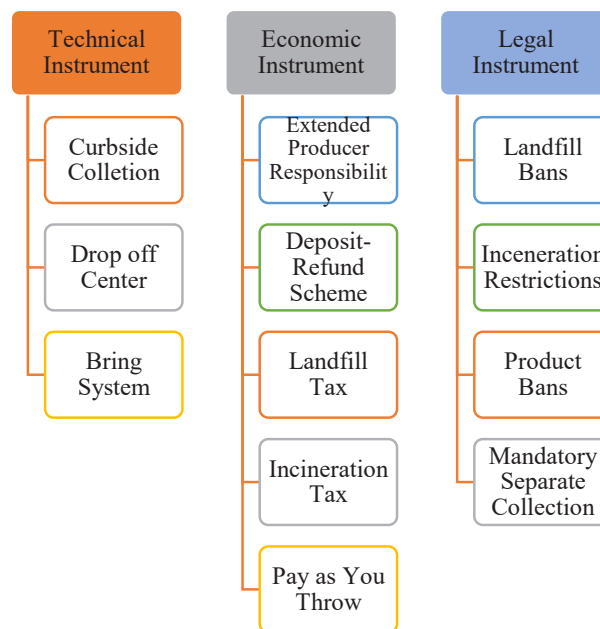 Technical
Instrument
Curbside
Colletion
Drop off
Center
Bring
System
Economic
Instrument
Extended
Producer
Responsibilit
y
Deposit-
Refund
Scheme
Landfill
Tax
Incineration
Tax
Pay as You
Throw
Legal
Instrument
Landfill
Bans
Inceneration
Restrictions
Product
Bans
Mandatory
Separate
Collection